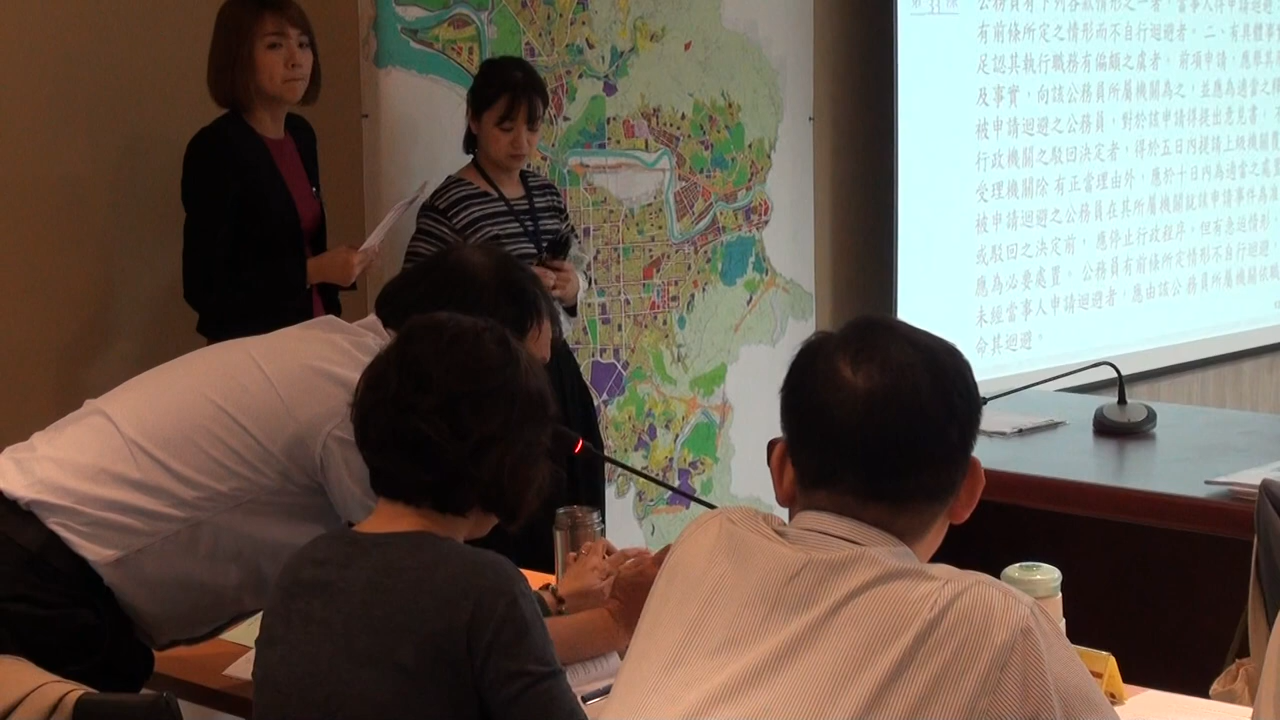 第33條
公務員有下列各款情形之一者，當事人得申請迴避
有前條所定之情形而不自行迴避者。二、有具體事
足認其執行職務有偏頗之虞者。 前項申請，應舉其
及事實，向該公務員所屬機關為之，並應為適當之釋
被申請迴避之公務員，對於該申請得提出意見書。
行政機關之駁回決定者，得於五日內提請上級機關覆
受理機關除有正當理由外，應於十日內為適當之處置
被申請迴避之公務員在其所屬機關就該申請事件為准
或駁回之決定前， 應停止行政程序。但有急迫情形
應為必要處置。 公務員有前條所定情形不自行迴避，
未經當事人申請迴避者，應由該公務員所屬機關依職
命其迴避。